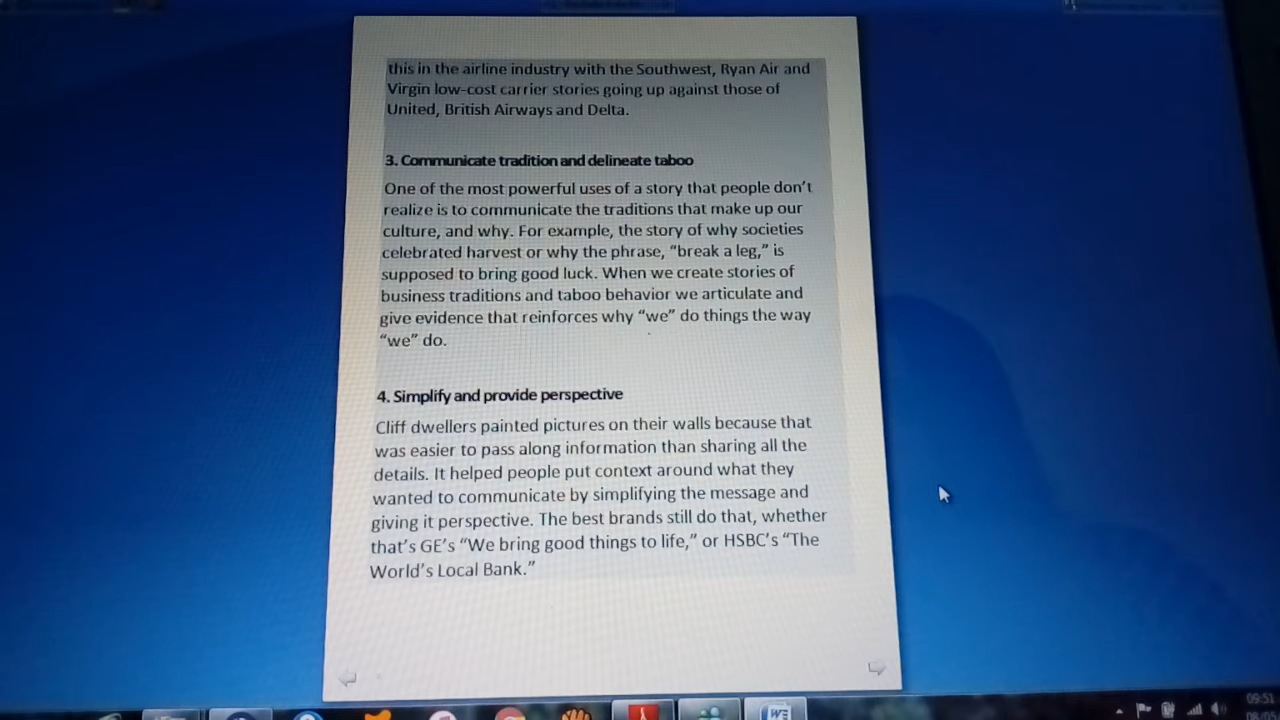 this in the airline industry with the Southwest, Ryan Air and
Virgin low-cost carrier stories going up against those of
United, British Airways and Delta.
3. Communicate tradition and delineate taboo
One of the most powerful uses of a story that people don’t
realize is to communicate the traditions that make up our
culture, and why. For example, the story of why societies
celebrated harvest or why the phrase, “break a leg,” is
supposed to bring good luck. When we create stories of
business traditions and taboo behavior we articulate and
give evidence that reinforces why “we” do things the way
“we” do.
4. Simplify and provide perspective
Cliff dwellers painted pictures on their walls because that
was easier to pass along information than sharing all the
details. It helped people put context around what they
wanted to communicate by simplifying the message and
giving it perspective. The best brands still do that, whether
that’s GE’s “We bring good things to life,” or HSBC’s “The
World’s Local Bank.”
09:51